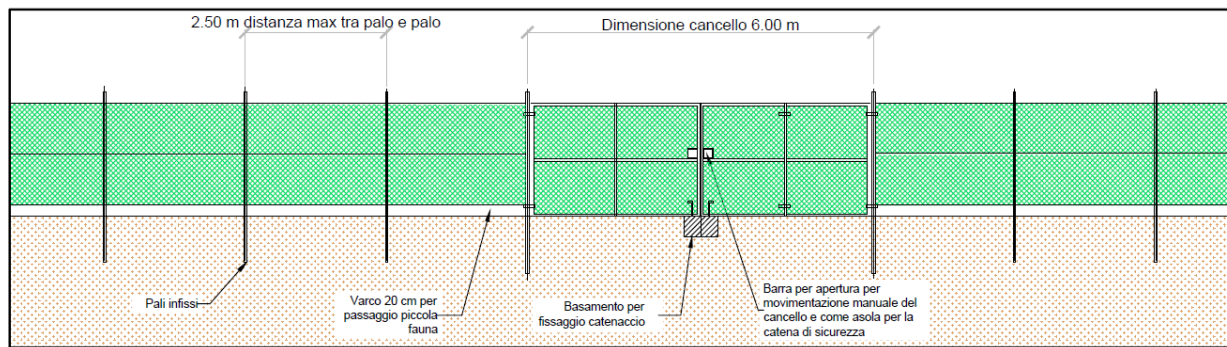 2.50 m distanza max tra palo e palo
Dimensione cancello 6.00 m
Pali infissi
Varco 20 cm per
passaggio piccola
fauna
Basamento per
fissaggio catenaccio
Barra per apertura per
movimentazione manuale del
cancello e come asola per la
catena di sicurezza